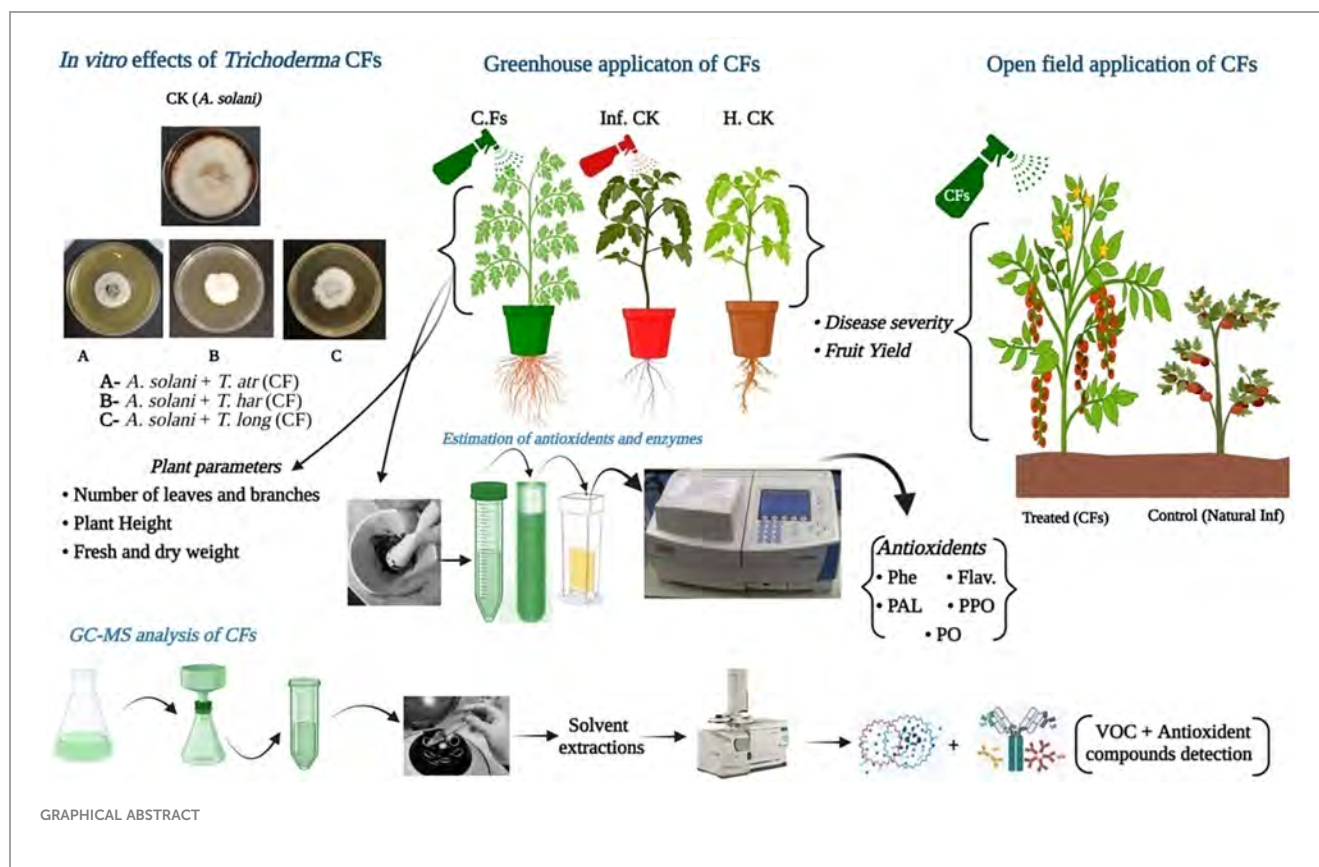 In vitro effects of Trichoderma CFs
CK (A. solani)
A
B
C
A- A. solani + T. atr (CF)
B- A. solani + T. har (CF)
C- A. solani + T. long (CF)
Plant parameters
• Number of leaves and branches
• Plant Height
• Fresh and dry weight
Greenhouse applicaton of CFs
C.Fs
Inf. CK
H. CK
• Disease severity
• Fruit Yield
Open field application of CFs
CFs
Treated (CFs)
Control (Natural Inf)
Estimation of antioxidents and enzymes
Antioxidents
• Phe • Flav.
• PAL • PPO
• PO
GC-MS analysis of CFs
Solvent
extractions
+
VOC + Antioxident
compounds detection
GRAPHICAL ABSTRACT